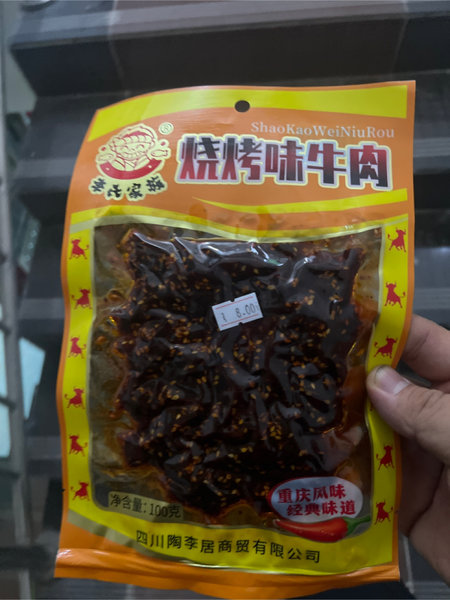 ShaoKaoWeiNiuRou
烧烤味牛肉
®
8.00
净含量:100克
重庆风味
经典味道
四川陶李居商贸有限公司